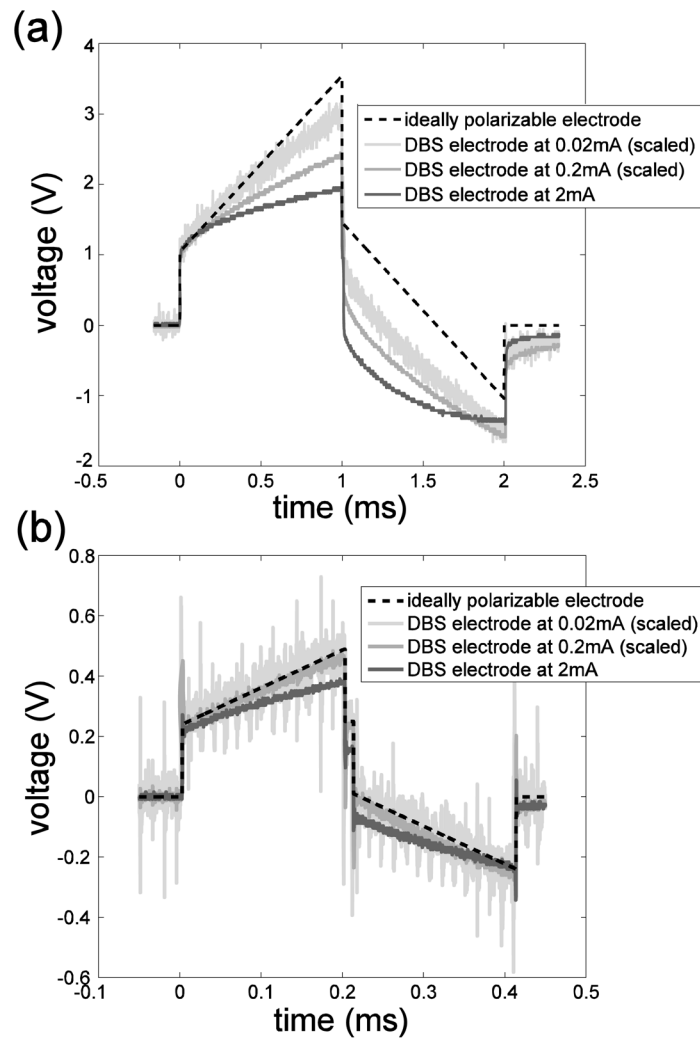 (a)
4
3
2
1
0
-1
-2
voltage (V)
ideally polarizable electrode
DBS electrode at 0.02mA (scaled)
DBS electrode at 0.2mA (scaled)
DBS electrode at 2mA
-0.5 0 0.5 1 1.5 2 2.5
time (ms)
(b)
0.8
0.6
0.4
0.2
0
-0.2
-0.4
-0.6
voltage (V)
ideally polarizable electrode
DBS electrode at 0.02mA (scaled)
DBS electrode at 0.2mA (scaled)
DBS electrode at 2mA
-0.1 0 0.1 0.2 0.3 0.4 0.5
time (ms)